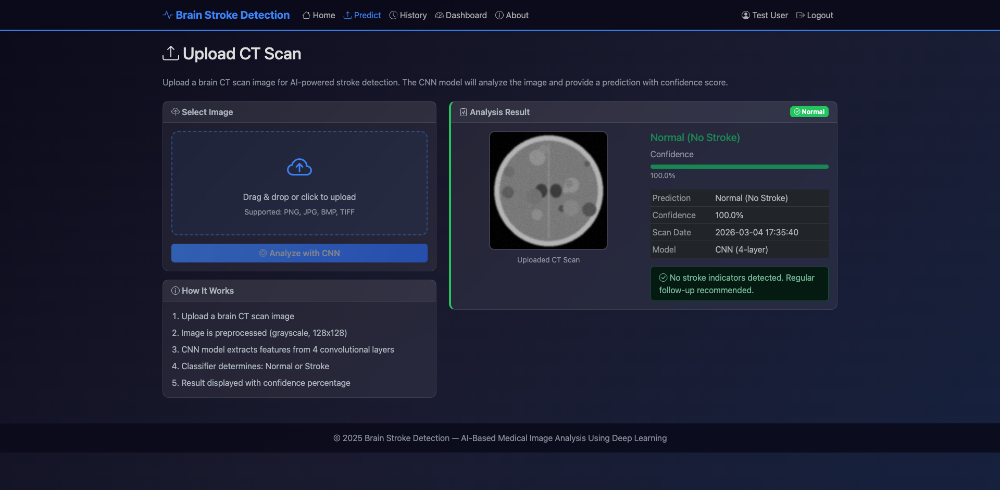 Brain Stroke Detection Home Predict History Dashboard About Test User Logout
Upload CT Scan
Upload a brain CT scan image for AI-powered stroke detection. The CNN model will analyze the image and provide a prediction with confidence score.
Select Image
Drag & drop or click to upload
Supported: PNG, JPG, BMP, TIFF
Analyze with CNN
How It Works
1. Upload a brain CT scan image
2. Image is preprocessed (grayscale, 128x128)
3. CNN model extracts features from 4 convolutional layers
4. Classifier determines: Normal or Stroke
5. Result displayed with confidence percentage
Analysis Result Normal
Uploaded CT Scan
Normal (No Stroke)
Confidence
100.0%
Prediction Normal (No Stroke)
Confidence 100.0%
Scan Date 2026-03-04 17:35:40
Model CNN (4-layer)
No stroke indicators detected. Regular
follow-up recommended.
© 2025 Brain Stroke Detection — AI-Based Medical Image Analysis Using Deep Learning